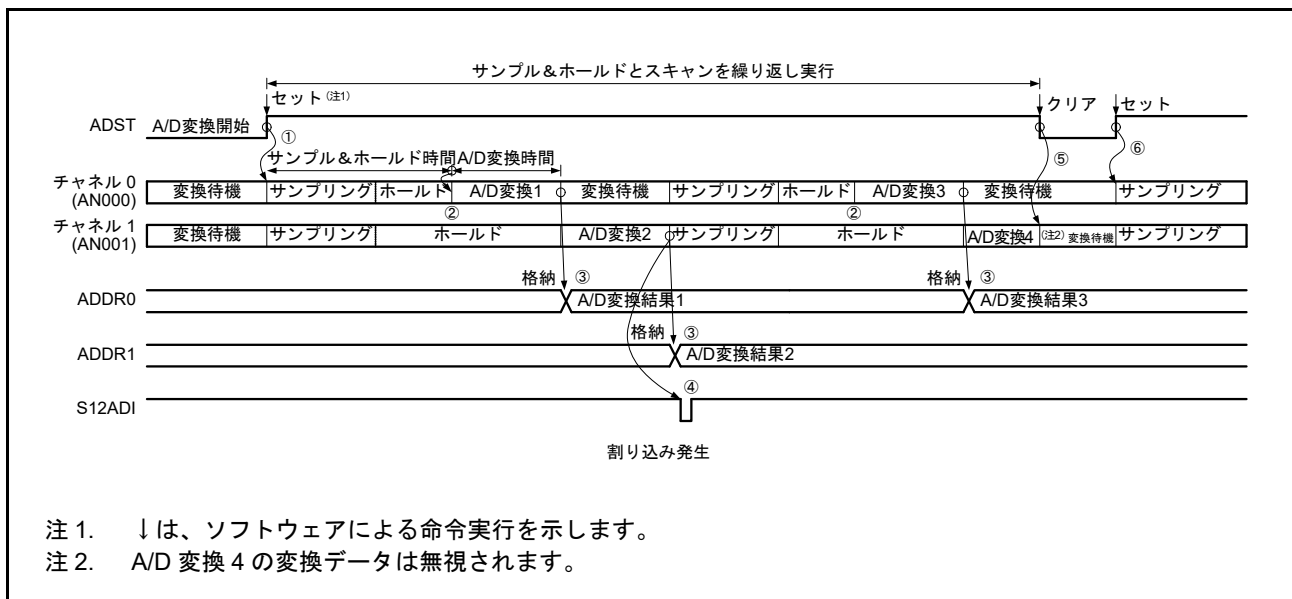 サンプル＆ホールドとスキャンを繰り返し実行
セット(注1) クリア セット
ADST A/D変換開始 ① ⑤ ⑥
サンプル＆ホールド時間 A/D変換時間
チャネル 0 (AN000) 変換待機 サンプリング ホールド A/D変換1 変換待機 サンプリング ホールド A/D変換3 変換待機 サンプリング
② ②
チャネル 1 (AN001) 変換待機 サンプリング ホールド A/D変換2 サンプリング ホールド A/D変換4 (注2) 変換待機 サンプリング
格納 ③ 格納 ③
ADDR0 A/D変換結果1 A/D変換結果3
格納 ③
ADDR1 A/D変換結果2
④
S12ADI
割り込み発生
注 1. ↓は、ソフトウェアによる命令実行を示します。
注 2. A/D 変換 4 の変換データは無視されます。